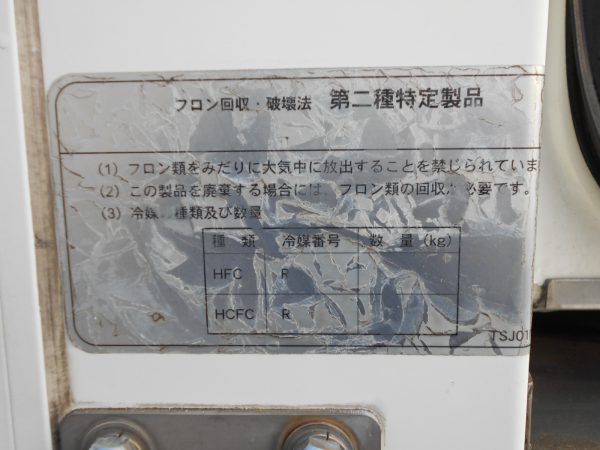 フロン回収・破壊法 第二種特定製品
(1) フロン類をみだりに大気中に放出することを禁じられていま
(2) この製品を廃棄する場合には、フロン類の回収が必要です。
(3) 冷媒 種類及び数量
種 類 冷媒番号 数 量 (kg)
HFC R
HCFC R
TSJ01